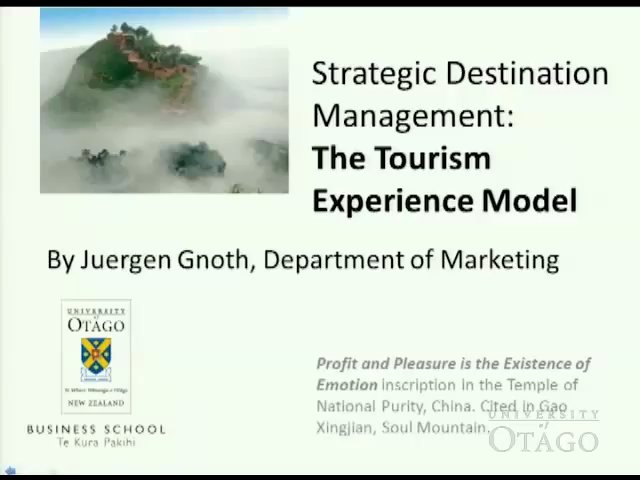 Strategic Destination
Management:
The Tourism
Experience Model
By Juergen Gnoth, Department of Marketing
UNIVERSITY
of
OTAGO
NEW ZEALAND
BUSINESS SCHOOL
Te Kura Pakihi
Profit and Pleasure is the Existence of
Emotion inscription in the Temple of
National Purity, China. Cited in Gao
Xingjian, Soul Mountain.
UNIVERSITY
of
OTAGO